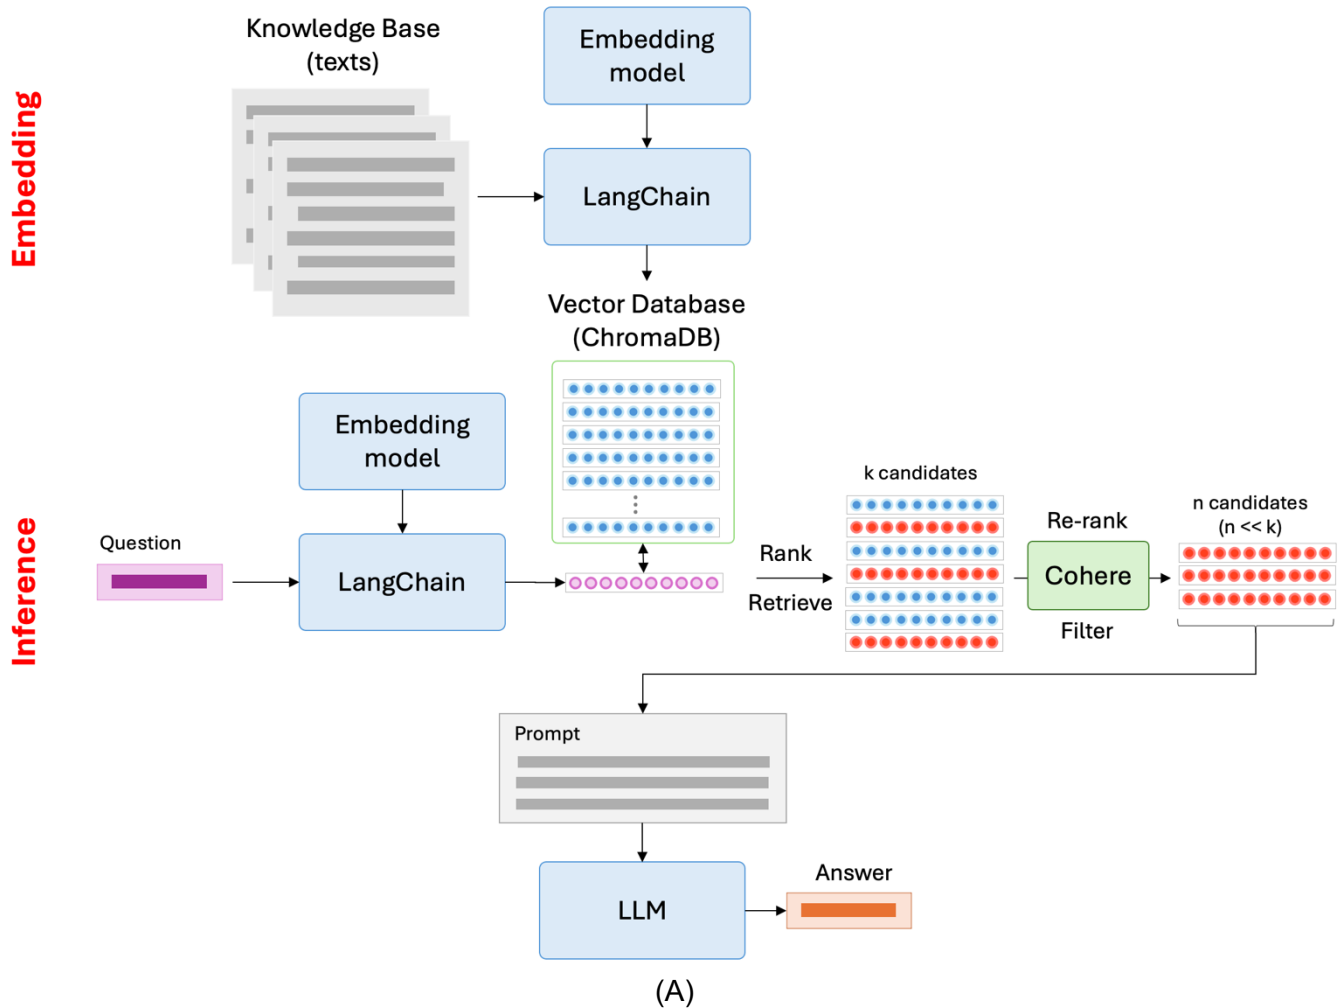 Knowledge Base
(texts)
Embedding
model
Embedding
LangChain
Vector Database
(ChromaDB)
Embedding
model
k candidates
n candidates
(n << k)
Inference
Question
LangChain
Rank
Retrieve
Re-rank
Cohere
Filter
Prompt
LLM
Answer
(A)